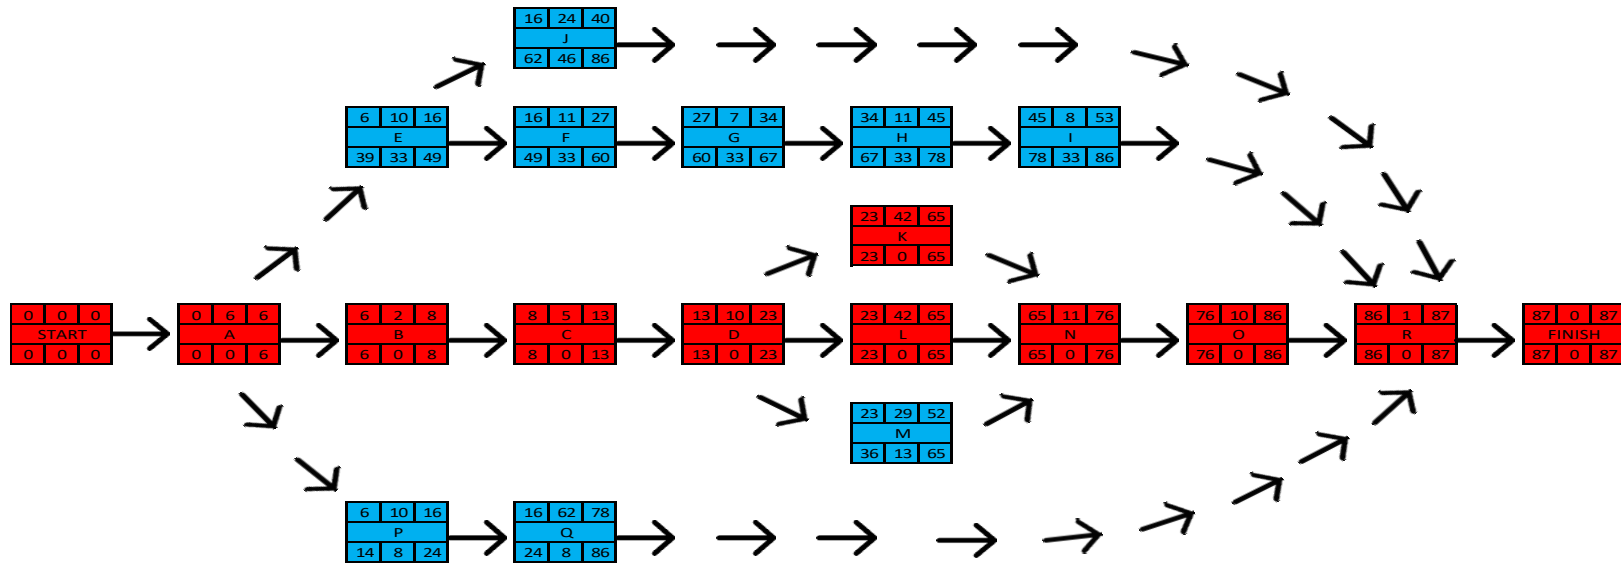 16 24 40
J
62 46 86
6 10 16
E
39 33 49
16 11 27
F
49 33 60
27 7 34
G
60 33 67
34 11 45
H
67 33 78
45 8 53
I
78 33 86
23 42 65
K
23 0 65
0 0 0
START
0 0 0
0 6 6
A
0 0 6
6 2 8
B
6 0 8
8 5 13
C
8 0 13
13 10 23
D
13 0 23
23 42 65
L
23 0 65
65 11 76
N
65 0 76
76 10 86
O
76 0 86
86 1 87
R
86 0 87
87 0 87
FINISH
87 0 87
23 29 52
M
36 13 65
6 10 16
P
14 8 24
16 62 78
Q
24 8 86